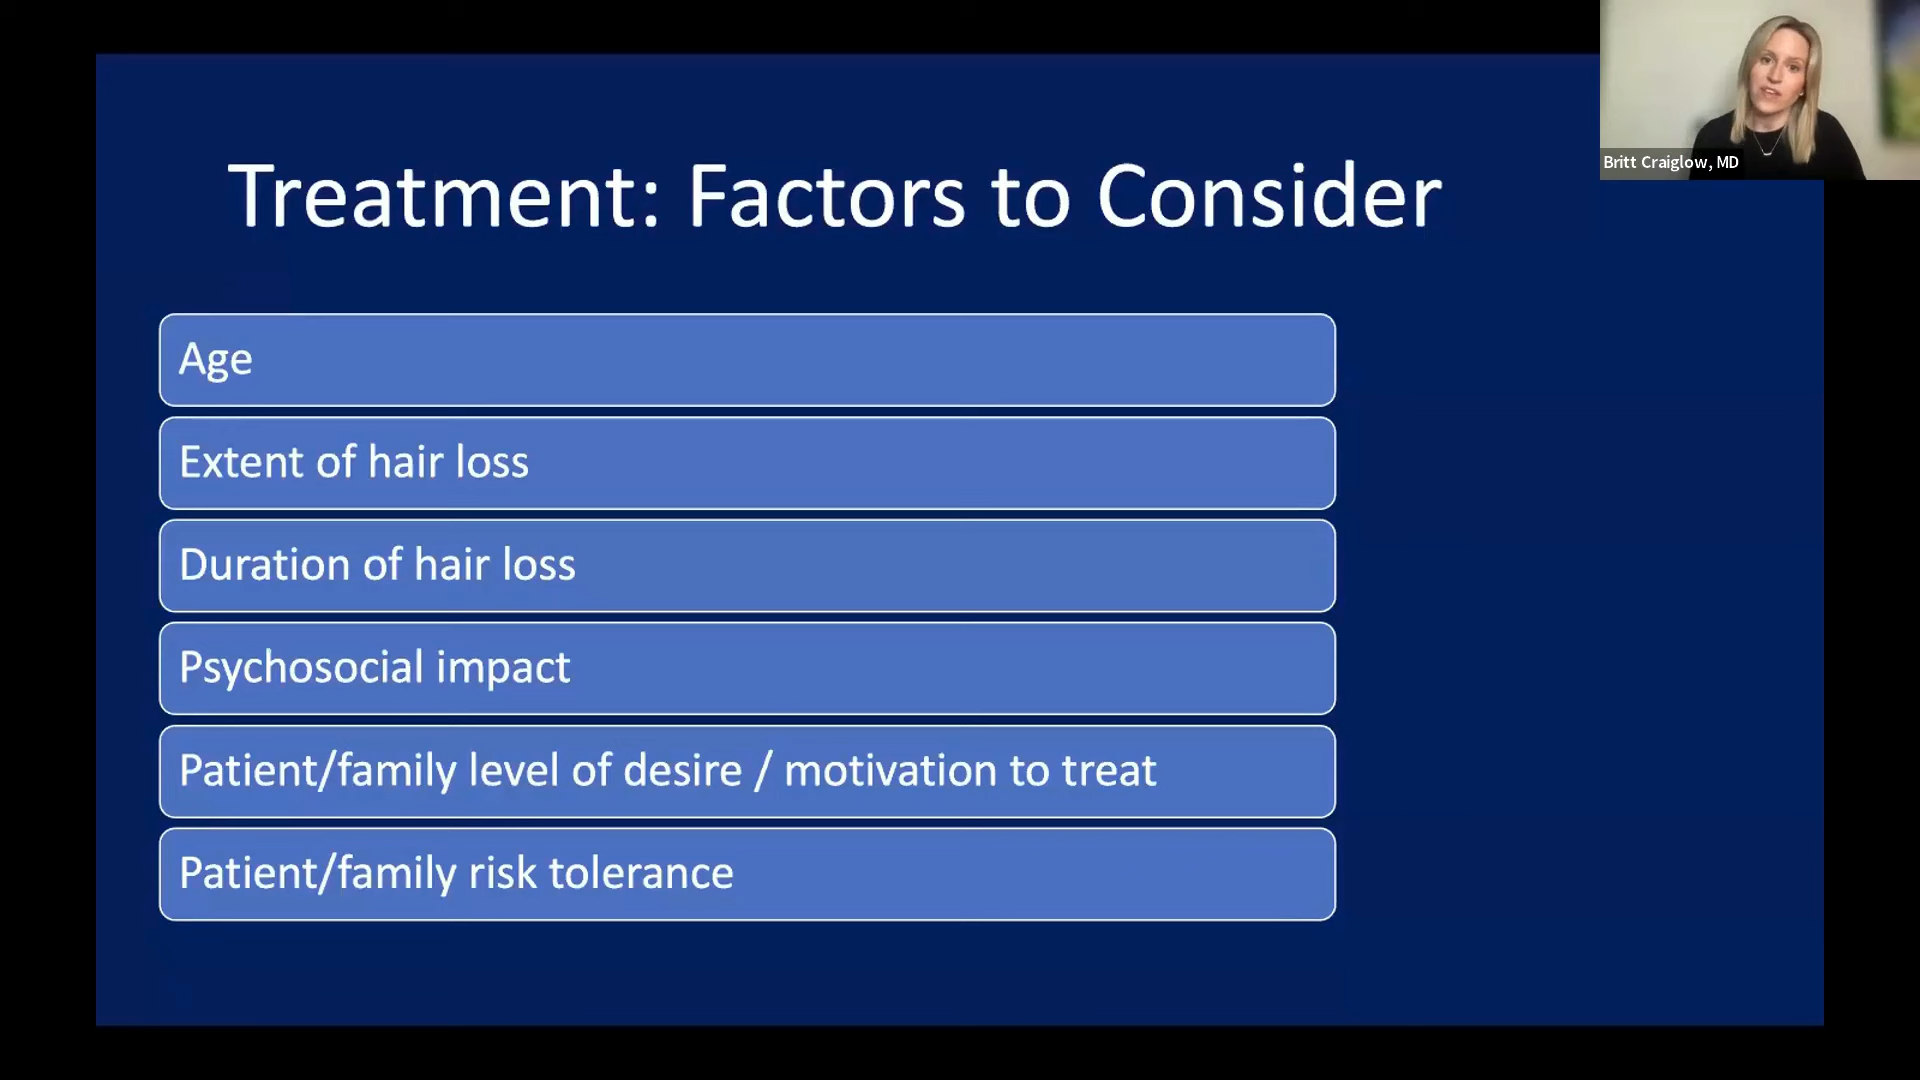 Treatment: Factors to Consider
Britt Craiglow, MD
Age
Extent of hair loss
Duration of hair loss
Psychosocial impact
Patient/family level of desire / motivation to treat
Patient/family risk tolerance